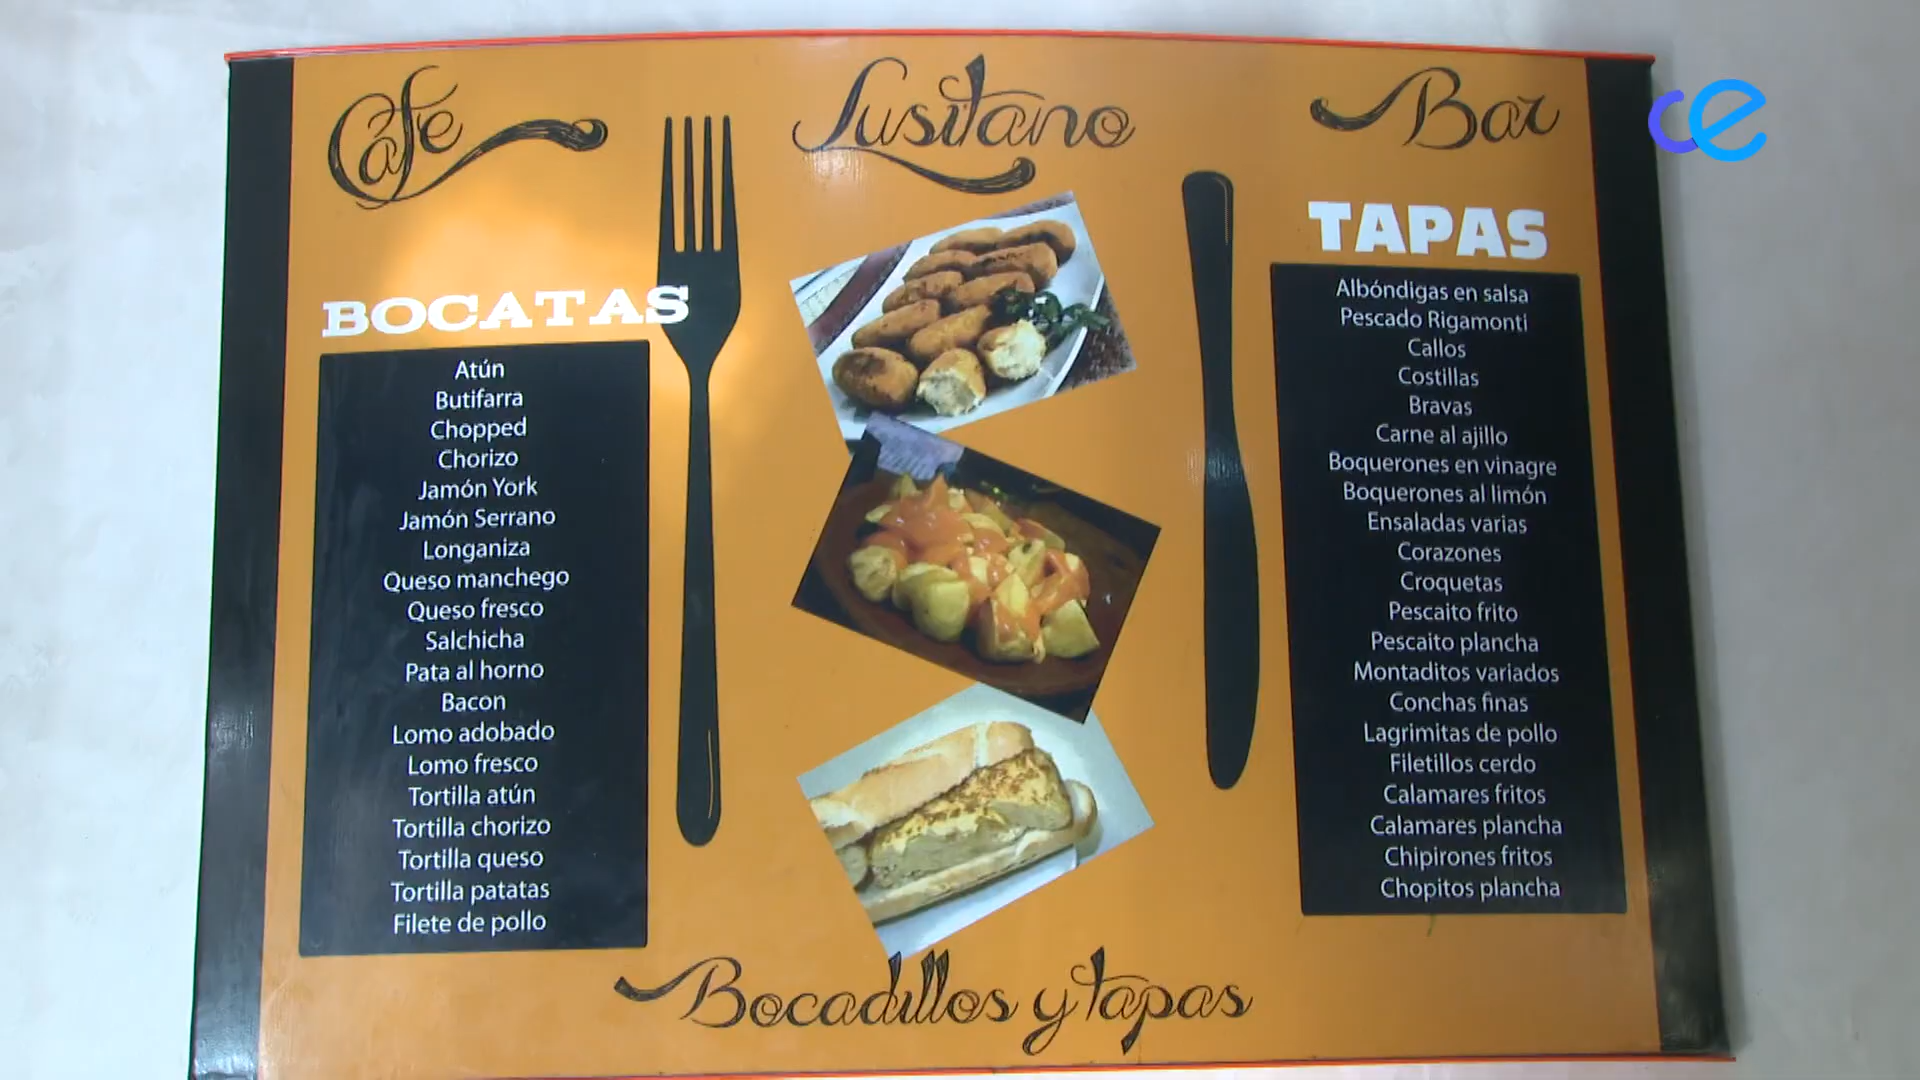 Cafe Lusitano Bar
BOCATAS
Atún
Butifarra
Chopped
Chorizo
Jamón York
Jamón Serrano
Longaniza
Queso manchego
Queso fresco
Salchicha
Pata al horno
Bacon
Lomo adobado
Lomo fresco
Tortilla atún
Tortilla chorizo
Tortilla queso
Tortilla patatas
Filete de pollo
TAPAS
Albóndigas en salsa
Pescado Rigamonti
Callos
Costillas
Bravas
Carne al ajillo
Boquerones en vinagre
Boquerones al limón
Ensaladas varias
Corazones
Croquetas
Pescaito frito
Pescaito plancha
Montaditos variados
Conchas finas
Lagrimitas de pollo
Filetillos cerdo
Calamares fritos
Calamares plancha
Chipirones fritos
Chopitos plancha
Bocadillos y tapas
ce